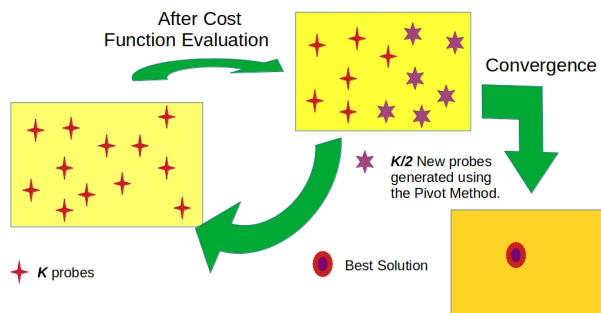 After Cost
Function Evaluation
Convergence
K/2 New probes
generated using
the Pivot Method.
K probes
Best Solution